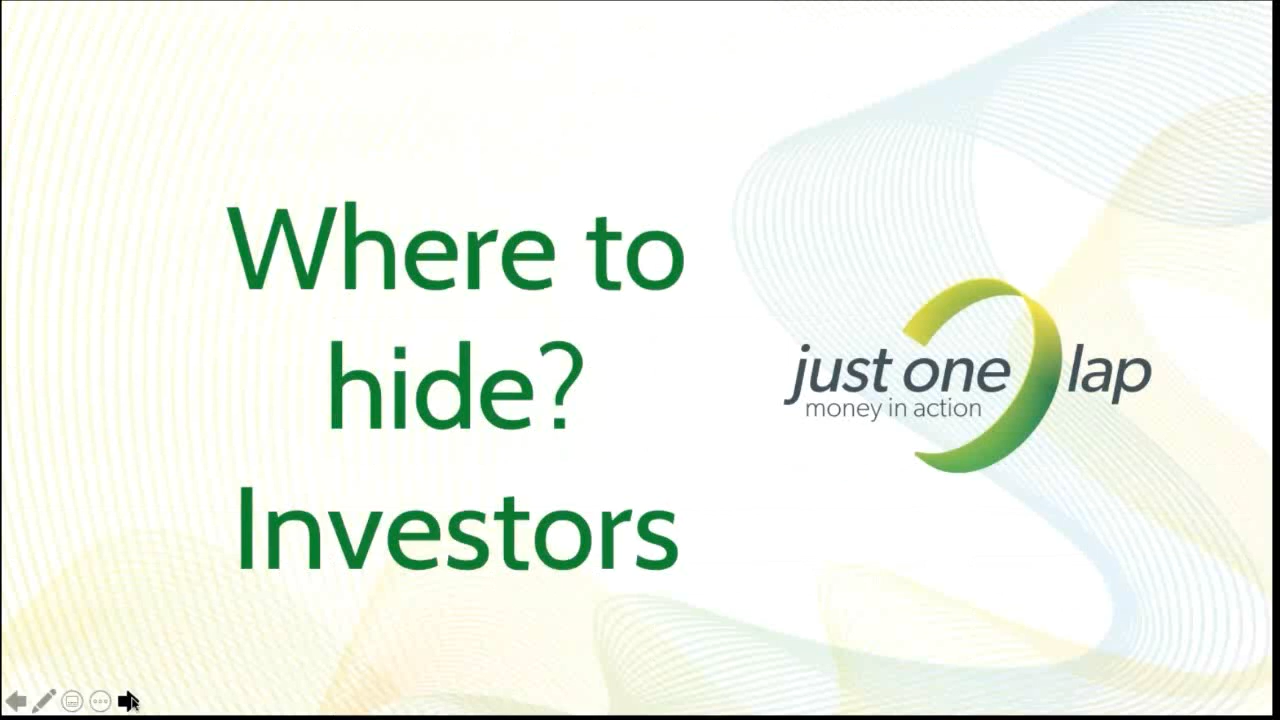 Where to
hide?
Investors
just one lap
money in action